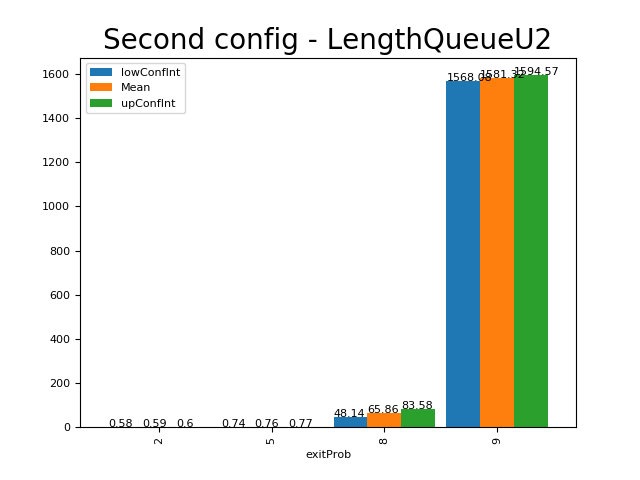 Second config - LengthQueueU2
lowConfInt
Mean
upConfInt
1600
1400
1200
1000
800
600
400
200
0
0.58 0.59 0.6
0.74 0.76 0.77
48.14 65.86 83.58
1568.08 1581.32 1594.57
2 5 8 9
exitProb